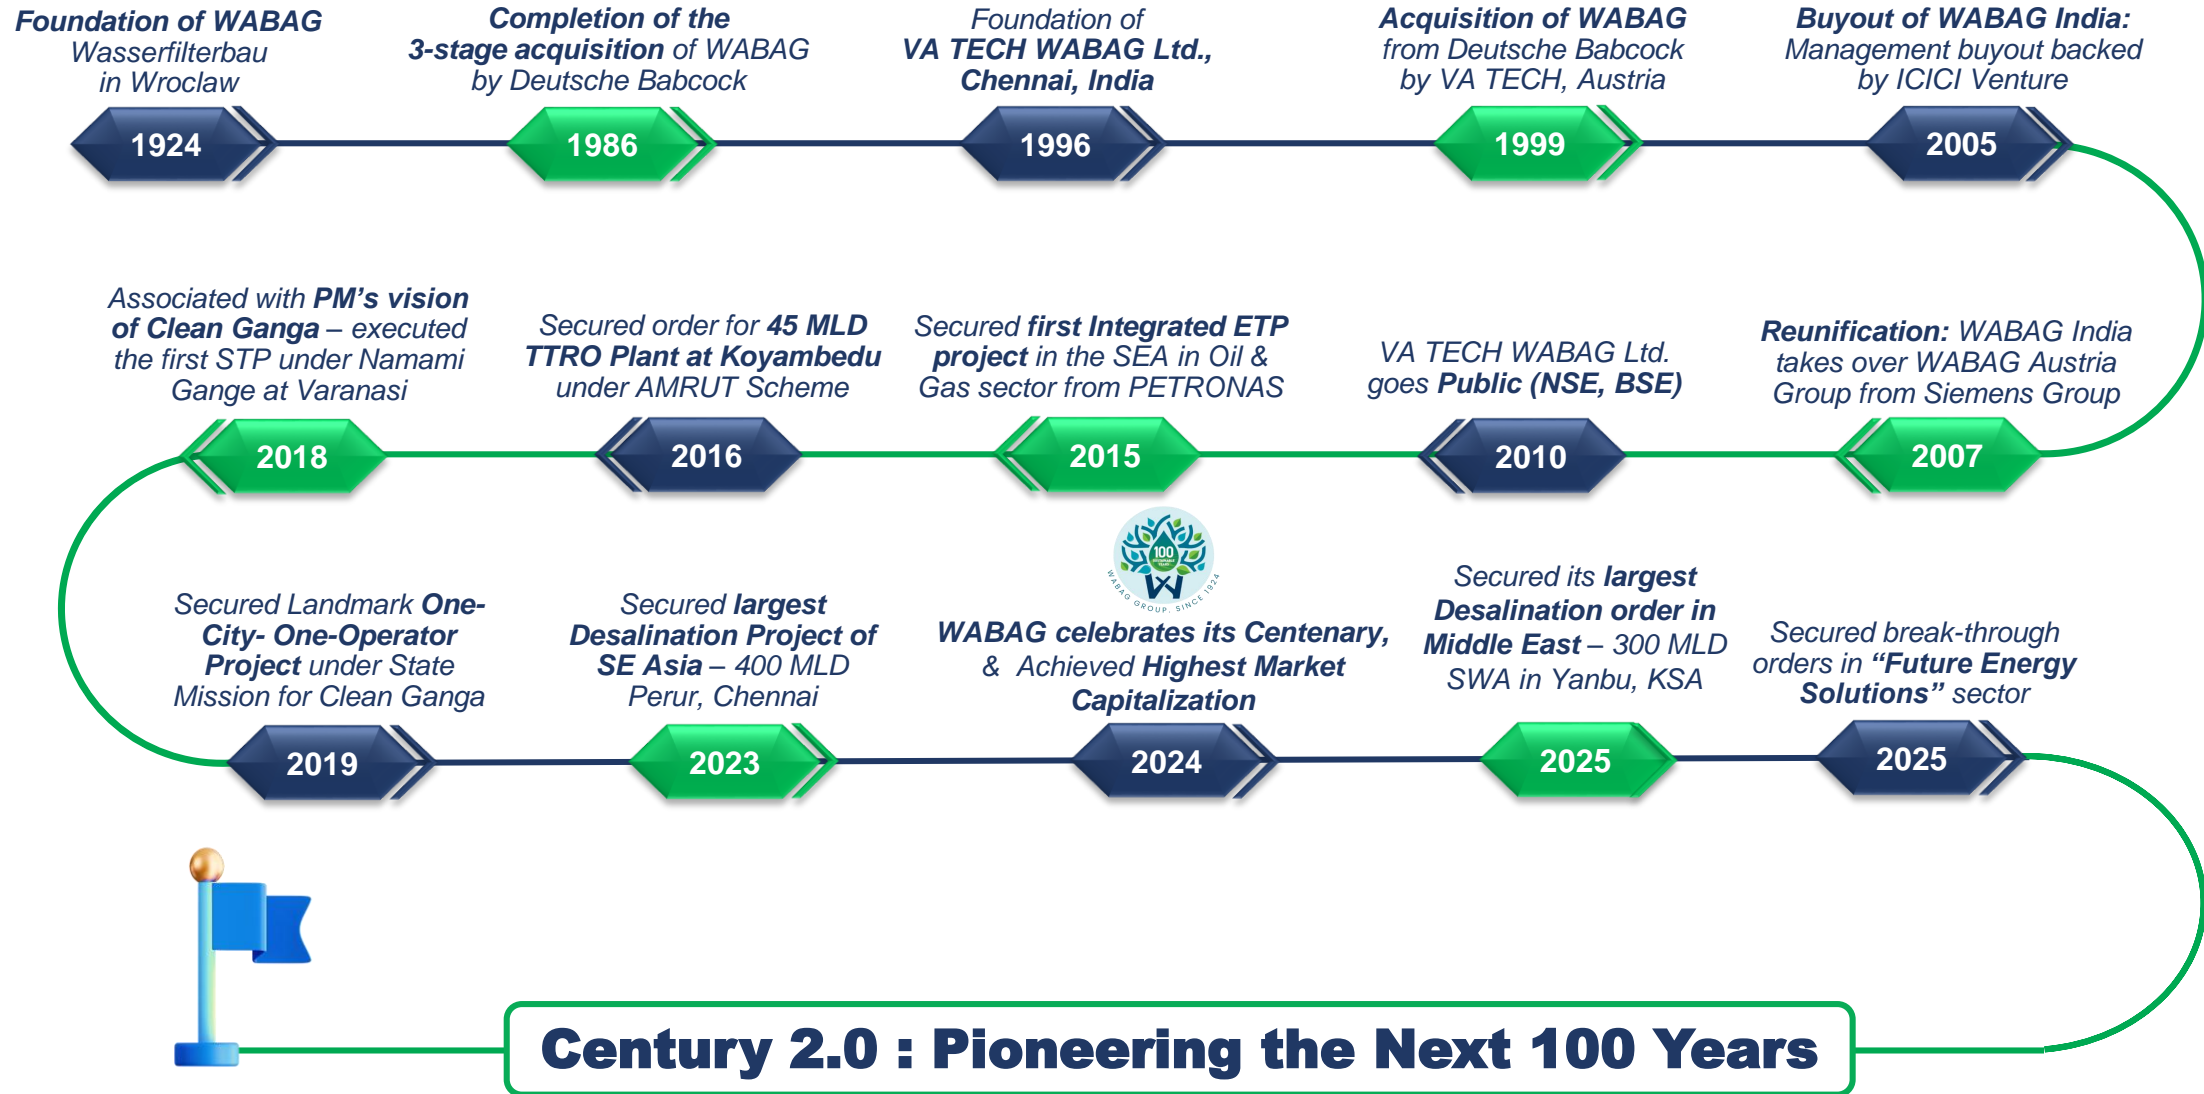 Foundation of WABAG
Wasserfilterbau
in Wroclaw
1924
Completion of the
3-stage acquisition of WABAG
by Deutsche Babcock
1986
Foundation of
VA TECH WABAG Ltd.,
Chennai, India
1996
Acquisition of WABAG
from Deutsche Babcock
by VA TECH, Austria
1999
Buyout of WABAG India:
Management buyout backed
by ICICI Venture
2005
Reunification: WABAG India
takes over WABAG Austria
Group from Siemens Group
2007
VA TECH WABAG Ltd.
goes Public (NSE, BSE)
2010
Secured first Integrated ETP
project in the SEA in Oil &
Gas sector from PETRONAS
2015
Secured order for 45 MLD
TTRO Plant at Koyambedu
under AMRUT Scheme
2016
Associated with PM’s vision
of Clean Ganga – executed
the first STP under Namami
Gange at Varanasi
2018
Secured Landmark One-
City- One-Operator
Project under State
Mission for Clean Ganga
2019
Secured largest
Desalination Project of
SE Asia – 400 MLD
Perur, Chennai
2023
100
WABAG GROUP. SINCE 1924
WABAG celebrates its Centenary,
& Achieved Highest Market
Capitalization
2024
Secured its largest
Desalination order in
Middle East – 300 MLD
SWA in Yanbu, KSA
2025
Secured break-through
orders in “Future Energy
Solutions” sector
2025
Century 2.0 : Pioneering the Next 100 Years